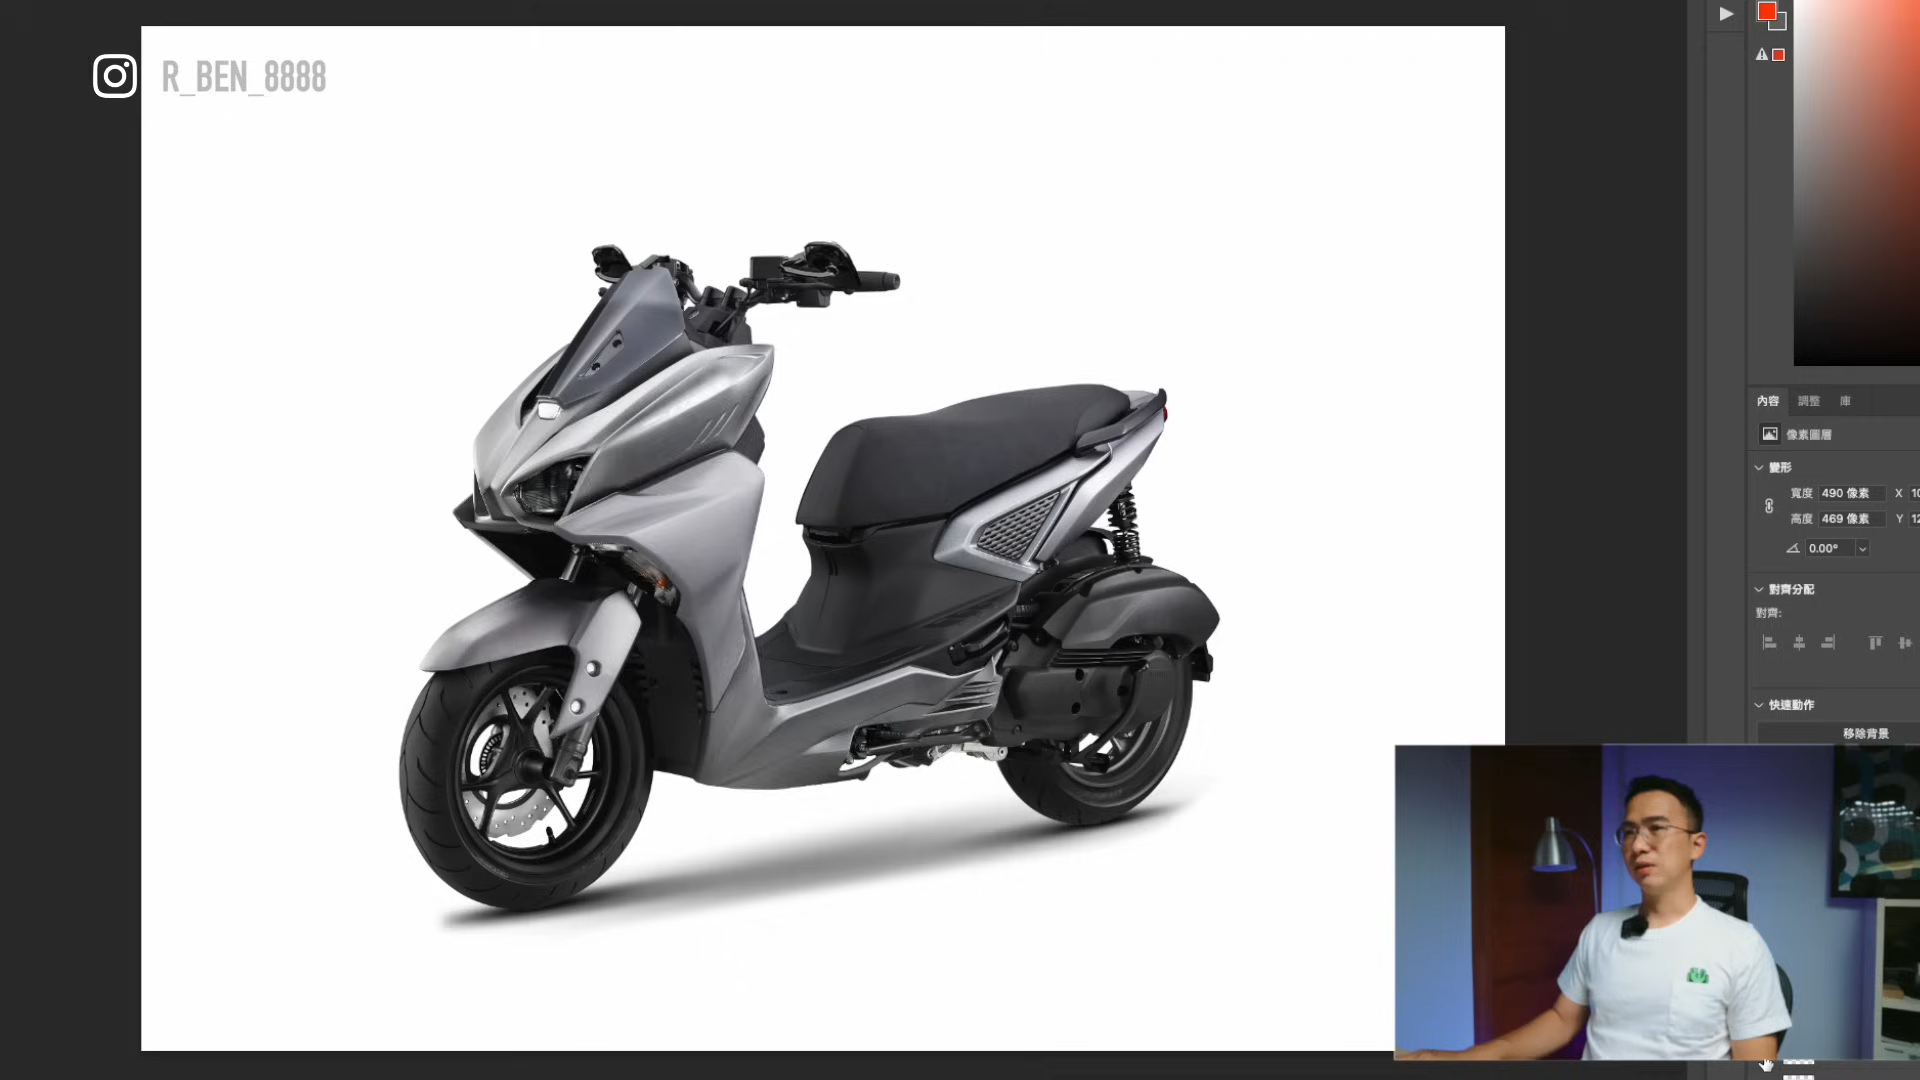 R_BEN_8888
內容 調整 庫
像素圖層
變形
寬度 490 像素 X 10
高度 469 像素 Y 12
0.00°
對齊分配
對齊:
快速動作
移除背景